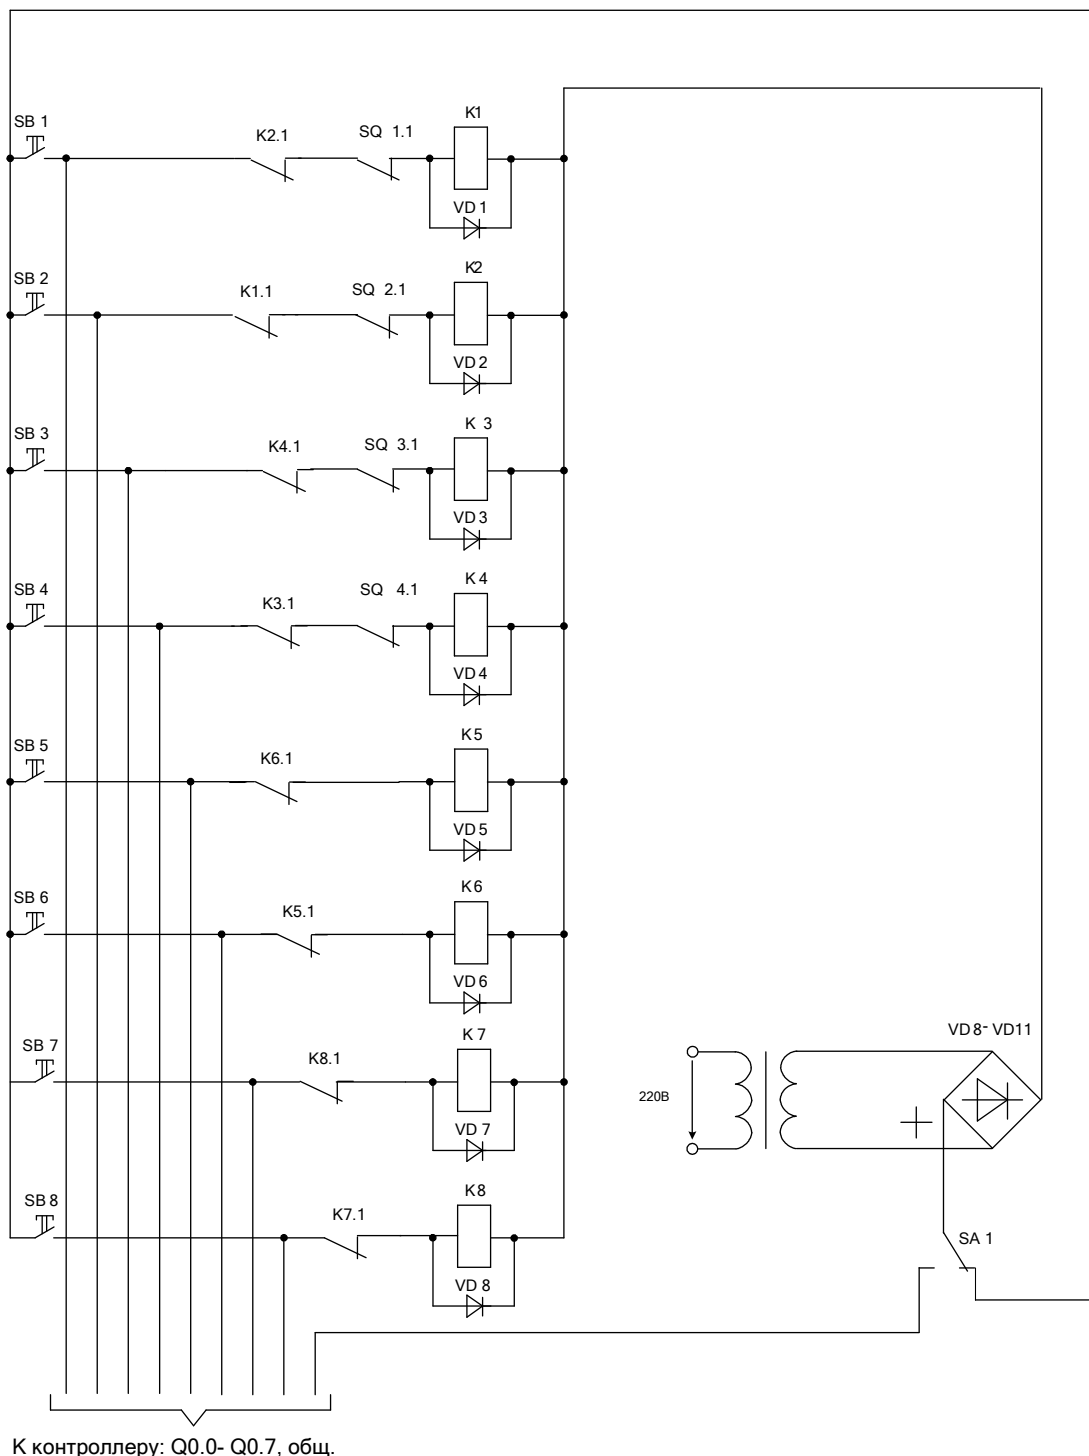 K1
SB 1
K2.1
SQ 1.1
VD 1
K2
SB 2
K1.1
SQ 2.1
VD 2
K 3
SB 3
K4.1
SQ 3.1
VD 3
K 4
SB 4
K3.1
SQ 4.1
VD 4
K 5
SB 5
K6.1
VD 5
K 6
SB 6
K5.1
VD 6
K 7
SB 7
K8.1
VD 8- VD11
220В
VD 7
K 8
SB 8
K7.1
SA 1
VD 8
К контроллеру: Q0.0- Q0.7, общ.